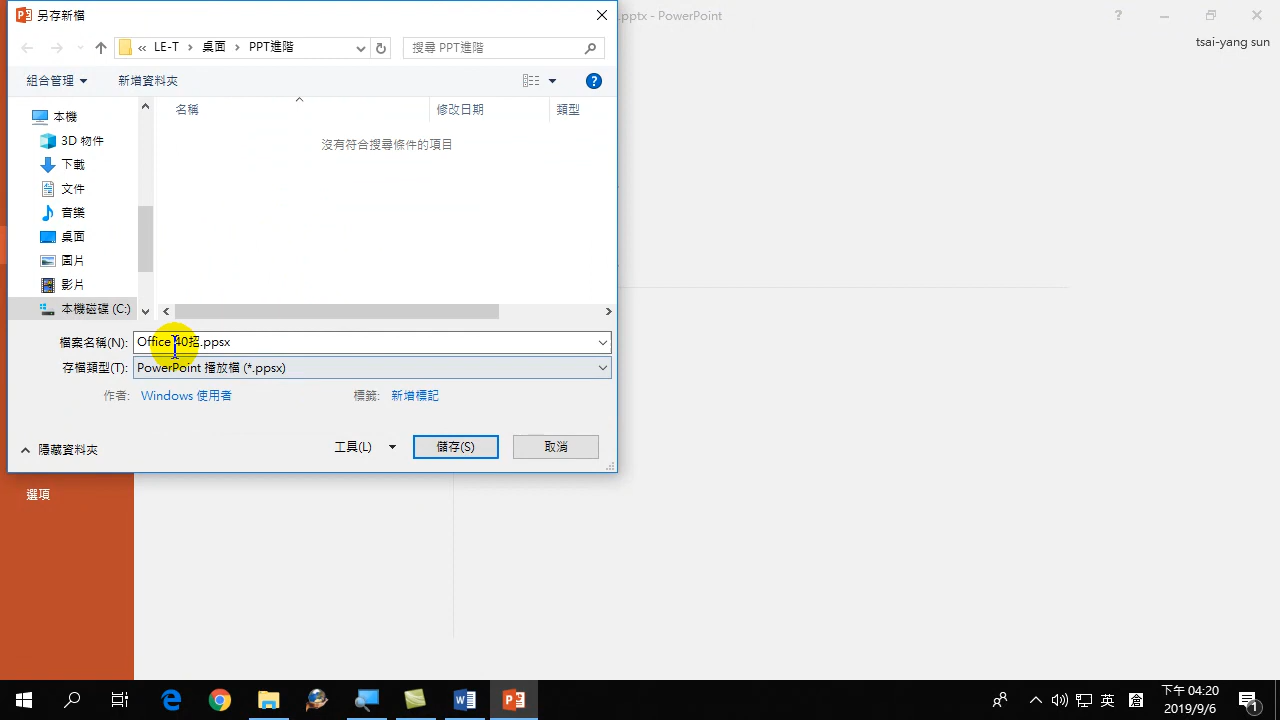 另存新檔
.pptx - PowerPoint
?
tsai-yang sun
« LE-T › 桌面 › PPT進階
搜尋 PPT進階
組合管理
新增資料夾
?
名稱
修改日期
類型
沒有符合搜尋條件的項目
本機
3D 物件
下載
文件
音樂
桌面
圖片
影片
本機磁碟 (C:)
檔案名稱(N):
Office 40招.ppsx
存檔類型(T):
PowerPoint 播放檔 (*.ppsx)
作者:
Windows 使用者
標籤:
新增標記
隱藏資料夾
工具(L)
儲存(S)
取消
選項
英
倉
下午 04:20
2019/9/6
1